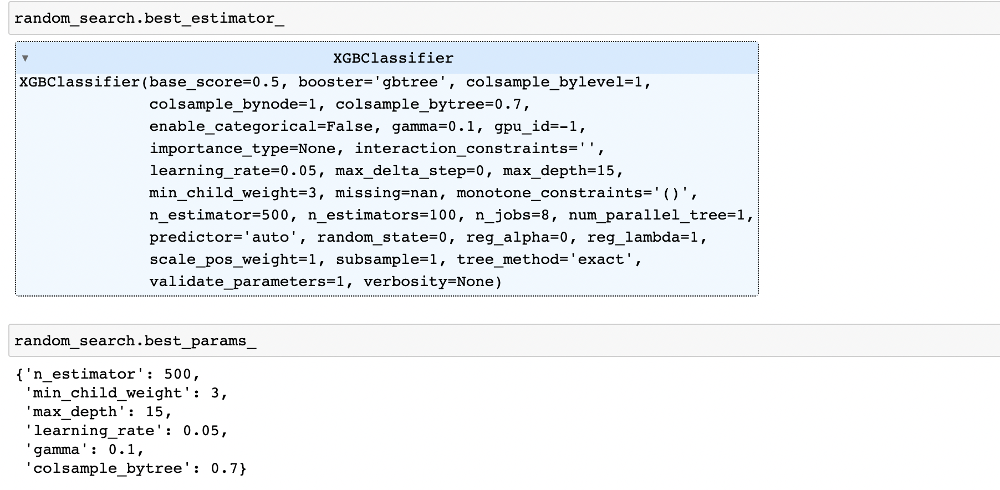 random_search.best_estimator_
▼ XGBClassifier
XGBClassifier(base_score=0.5, booster='gbtree', colsample_bylevel=1,
colsample_bynode=1, colsample_bytree=0.7,
enable_categorical=False, gamma=0.1, gpu_id=-1,
importance_type=None, interaction_constraints='',
learning_rate=0.05, max_delta_step=0, max_depth=15,
min_child_weight=3, missing=nan, monotone_constraints='()',
n_estimator=500, n_estimators=100, n_jobs=8, num_parallel_tree=1,
predictor='auto', random_state=0, reg_alpha=0, reg_lambda=1,
scale_pos_weight=1, subsample=1, tree_method='exact',
validate_parameters=1, verbosity=None)
random_search.best_params_
{'n_estimator': 500,
'min_child_weight': 3,
'max_depth': 15,
'learning_rate': 0.05,
'gamma': 0.1,
'colsample_bytree': 0.7}